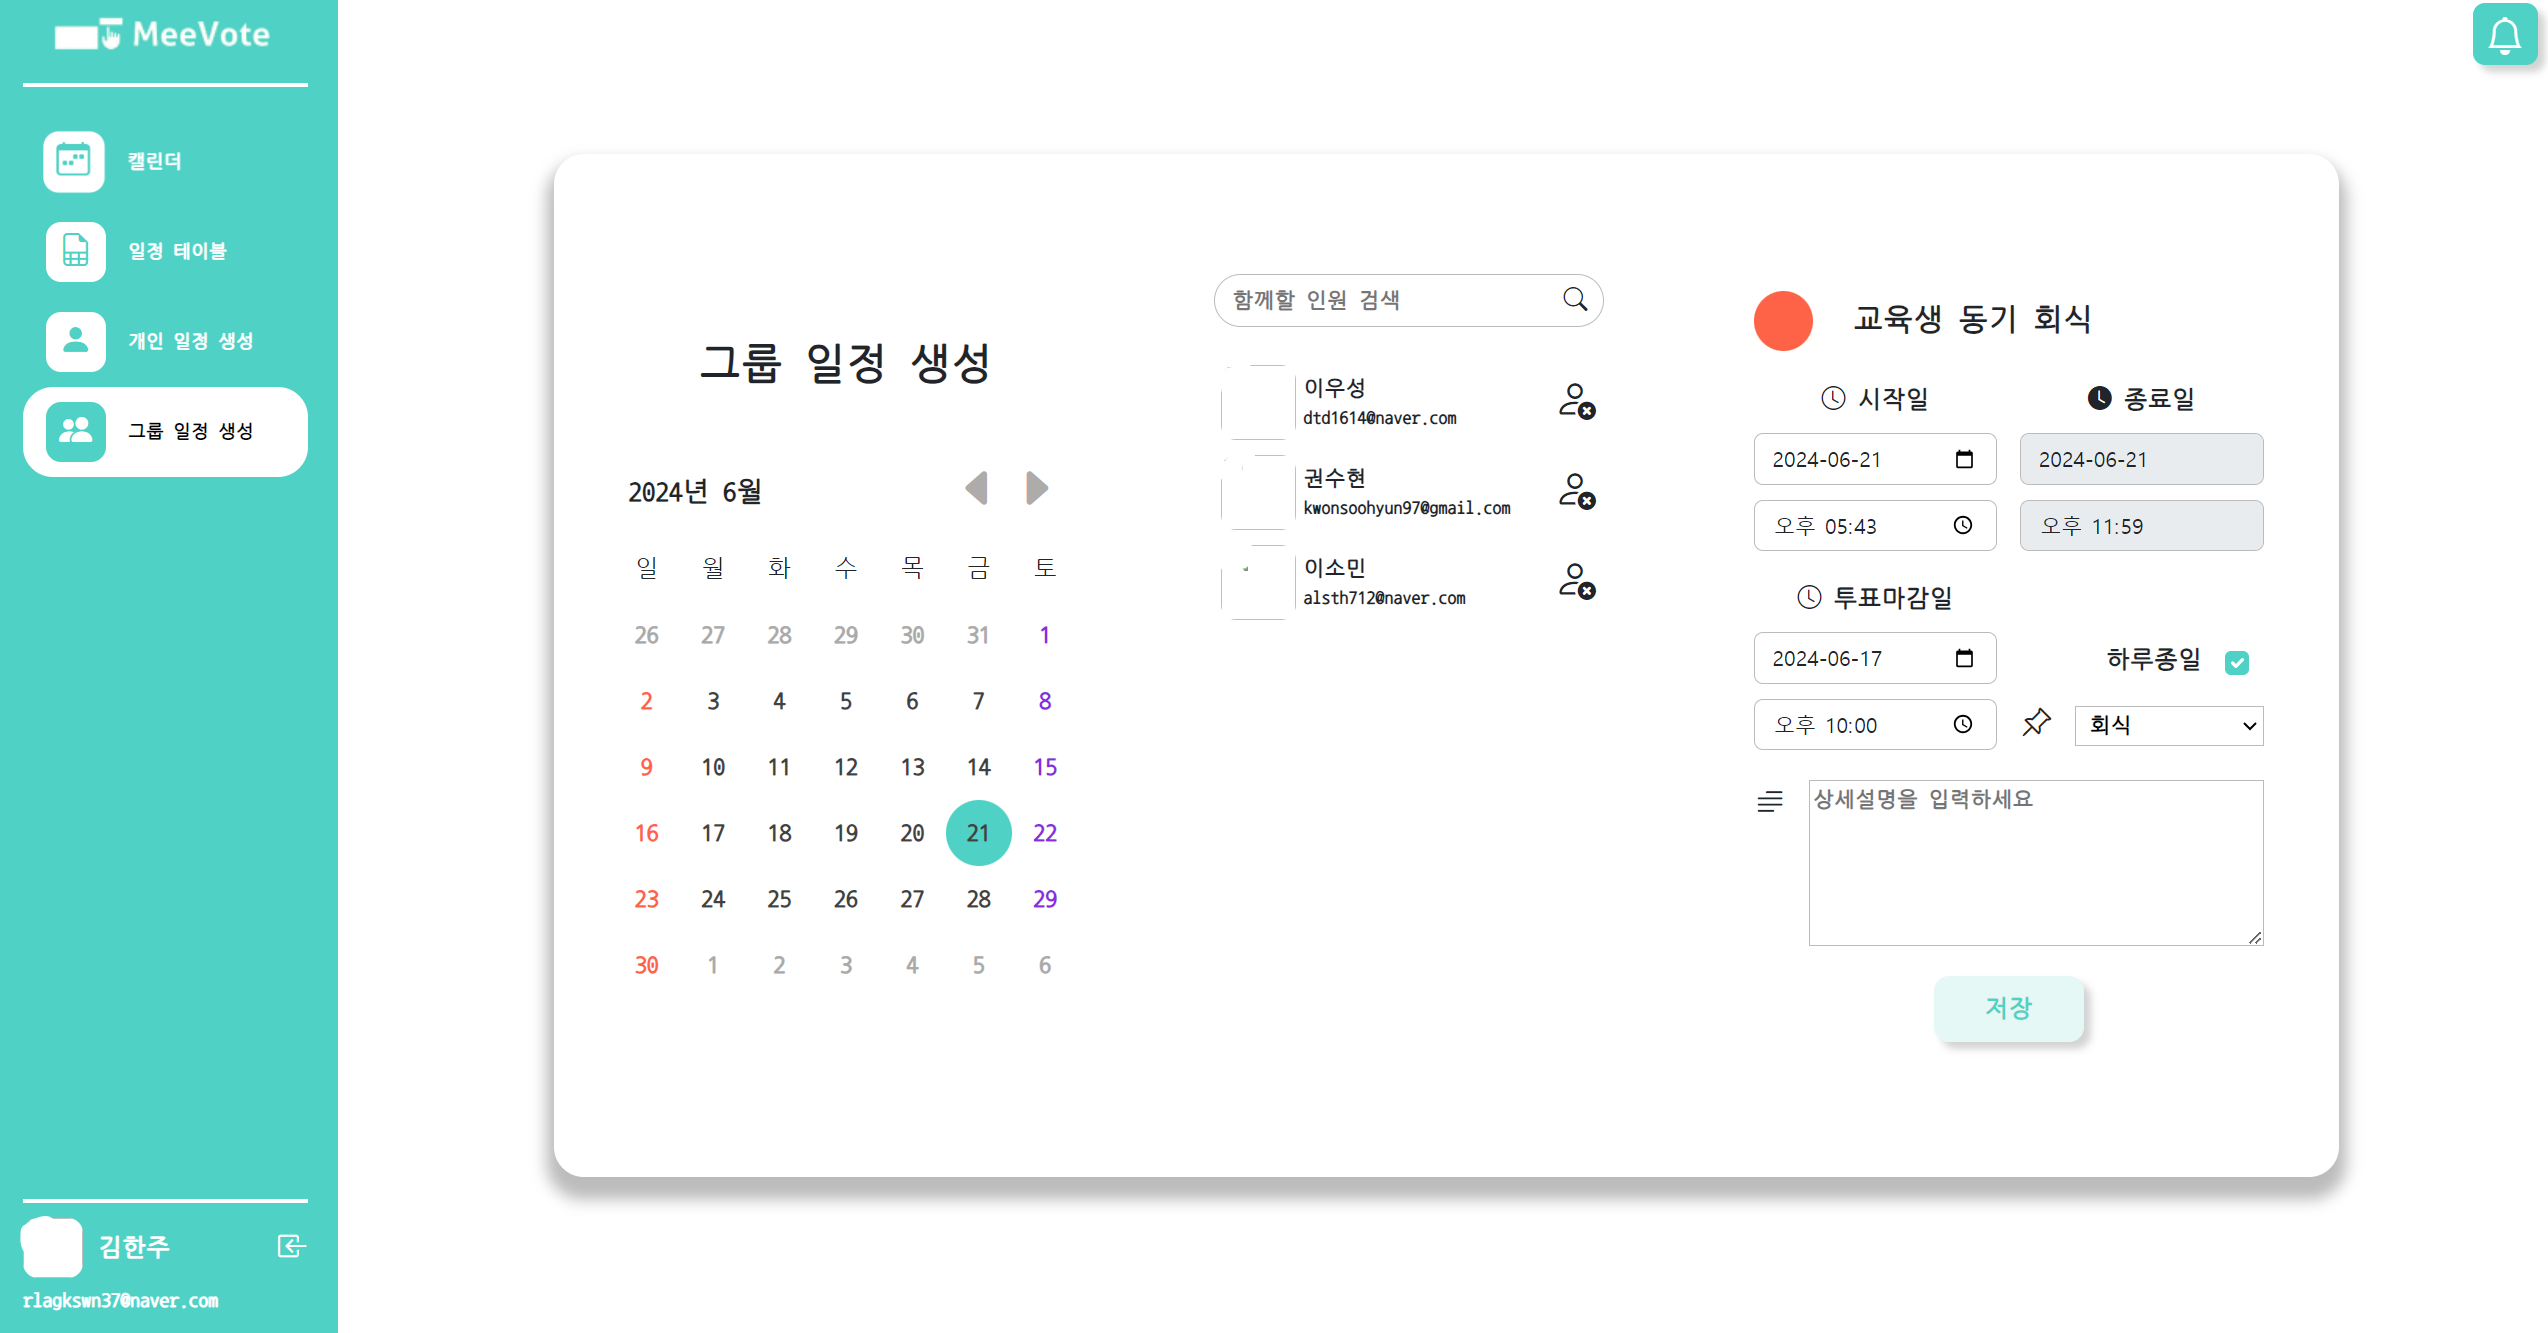 MeeVote
캘린더
일정 테이블
개인 일정 생성
그룹 일정 생성
김한주
rlagkswn37@naver.com
그룹 일정 생성
2024년 6월
일 월 화 수 목 금 토
26 27 28 29 30 31 1
2 3 4 5 6 7 8
9 10 11 12 13 14 15
16 17 18 19 20 21 22
23 24 25 26 27 28 29
30 1 2 3 4 5 6
함께할 인원 검색
이우성
dtd1614@naver.com
권수현
kwonsoohyun97@gmail.com
이소민
alsth712@naver.com
교육생 동기 회식
시작일 종료일
2024-06-21 2024-06-21
오후 05:43 오후 11:59
투표마감일
2024-06-17 하루종일
오후 10:00 회식
상세설명을 입력하세요
저장